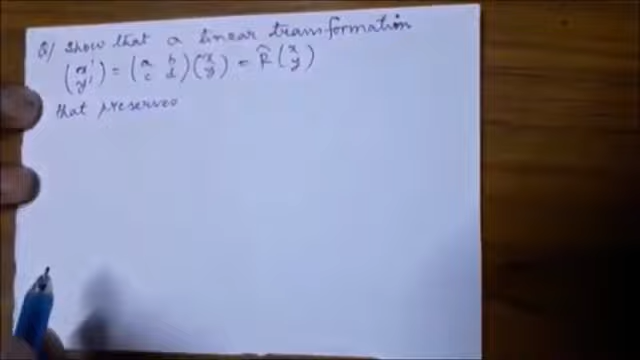 Q/ Show that a linear transformation
(x' y') = (a b c d)(x y) = R̂ (x y)
that preserves